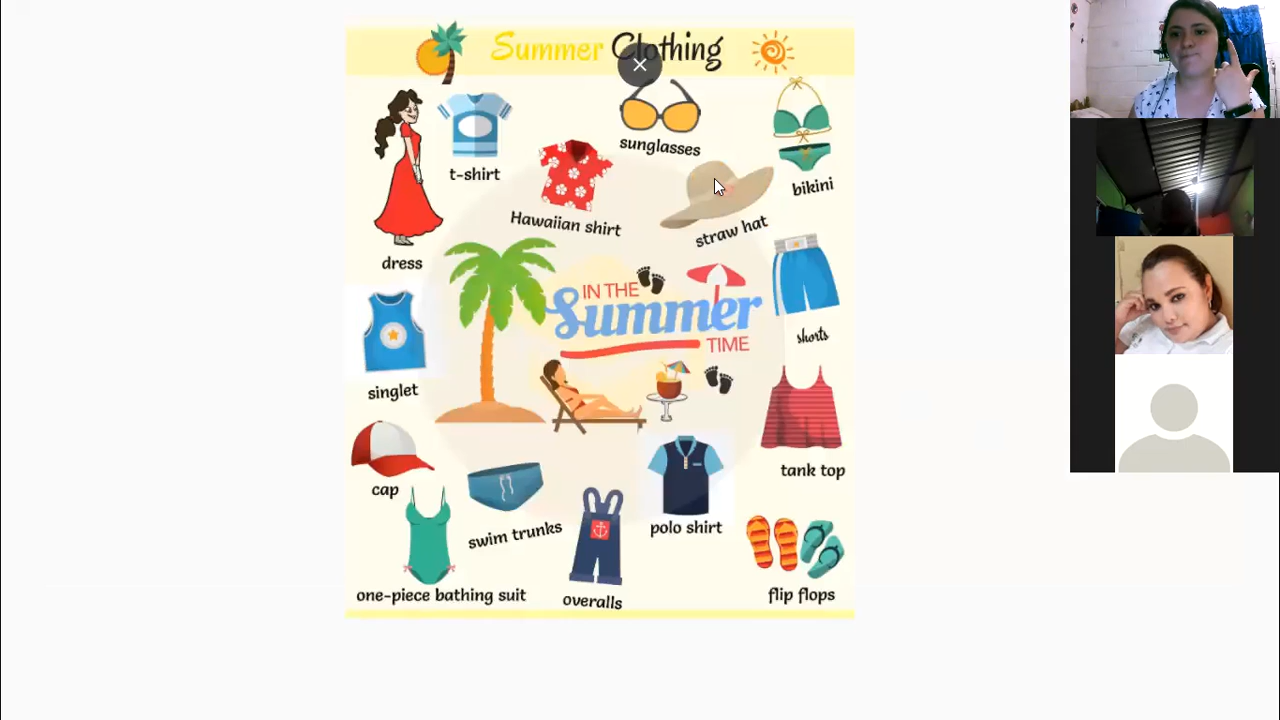 Summer Clothing
sunglasses
t-shirt
bikini
Hawaiian shirt
straw hat
dress
IN THE
Summer
TIME
shorts
singlet
tank top
cap
swim trunks
polo shirt
one-piece bathing suit
overalls
flip flops